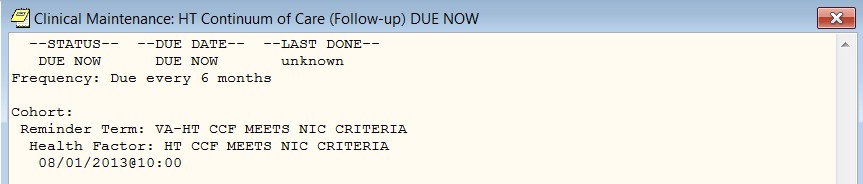 Clinical Maintenance: HT Continuum of Care (Follow-up) DUE NOW
--STATUS-- --DUE DATE-- --LAST DONE--
DUE NOW DUE NOW unknown
Frequency: Due every 6 months
Cohort:
Reminder Term: VA-HT CCF MEETS NIC CRITERIA
Health Factor: HT CCF MEETS NIC CRITERIA
08/01/2013@10:00